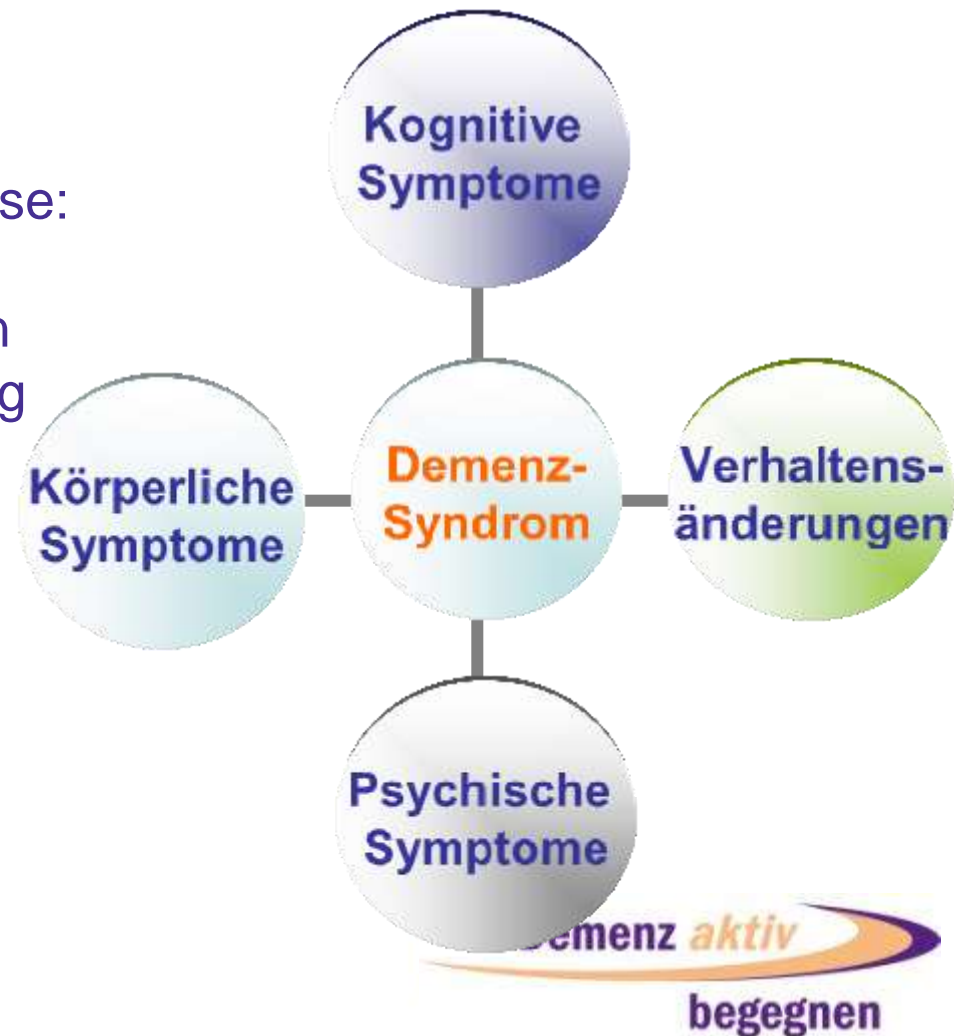 Kognitive
Symptome
se:
n
g
Körperliche
Symptome
Demenz-
Syndrom
Verhaltens-
änderungen
Psychische
Symptome
emenz aktiv
begegnen